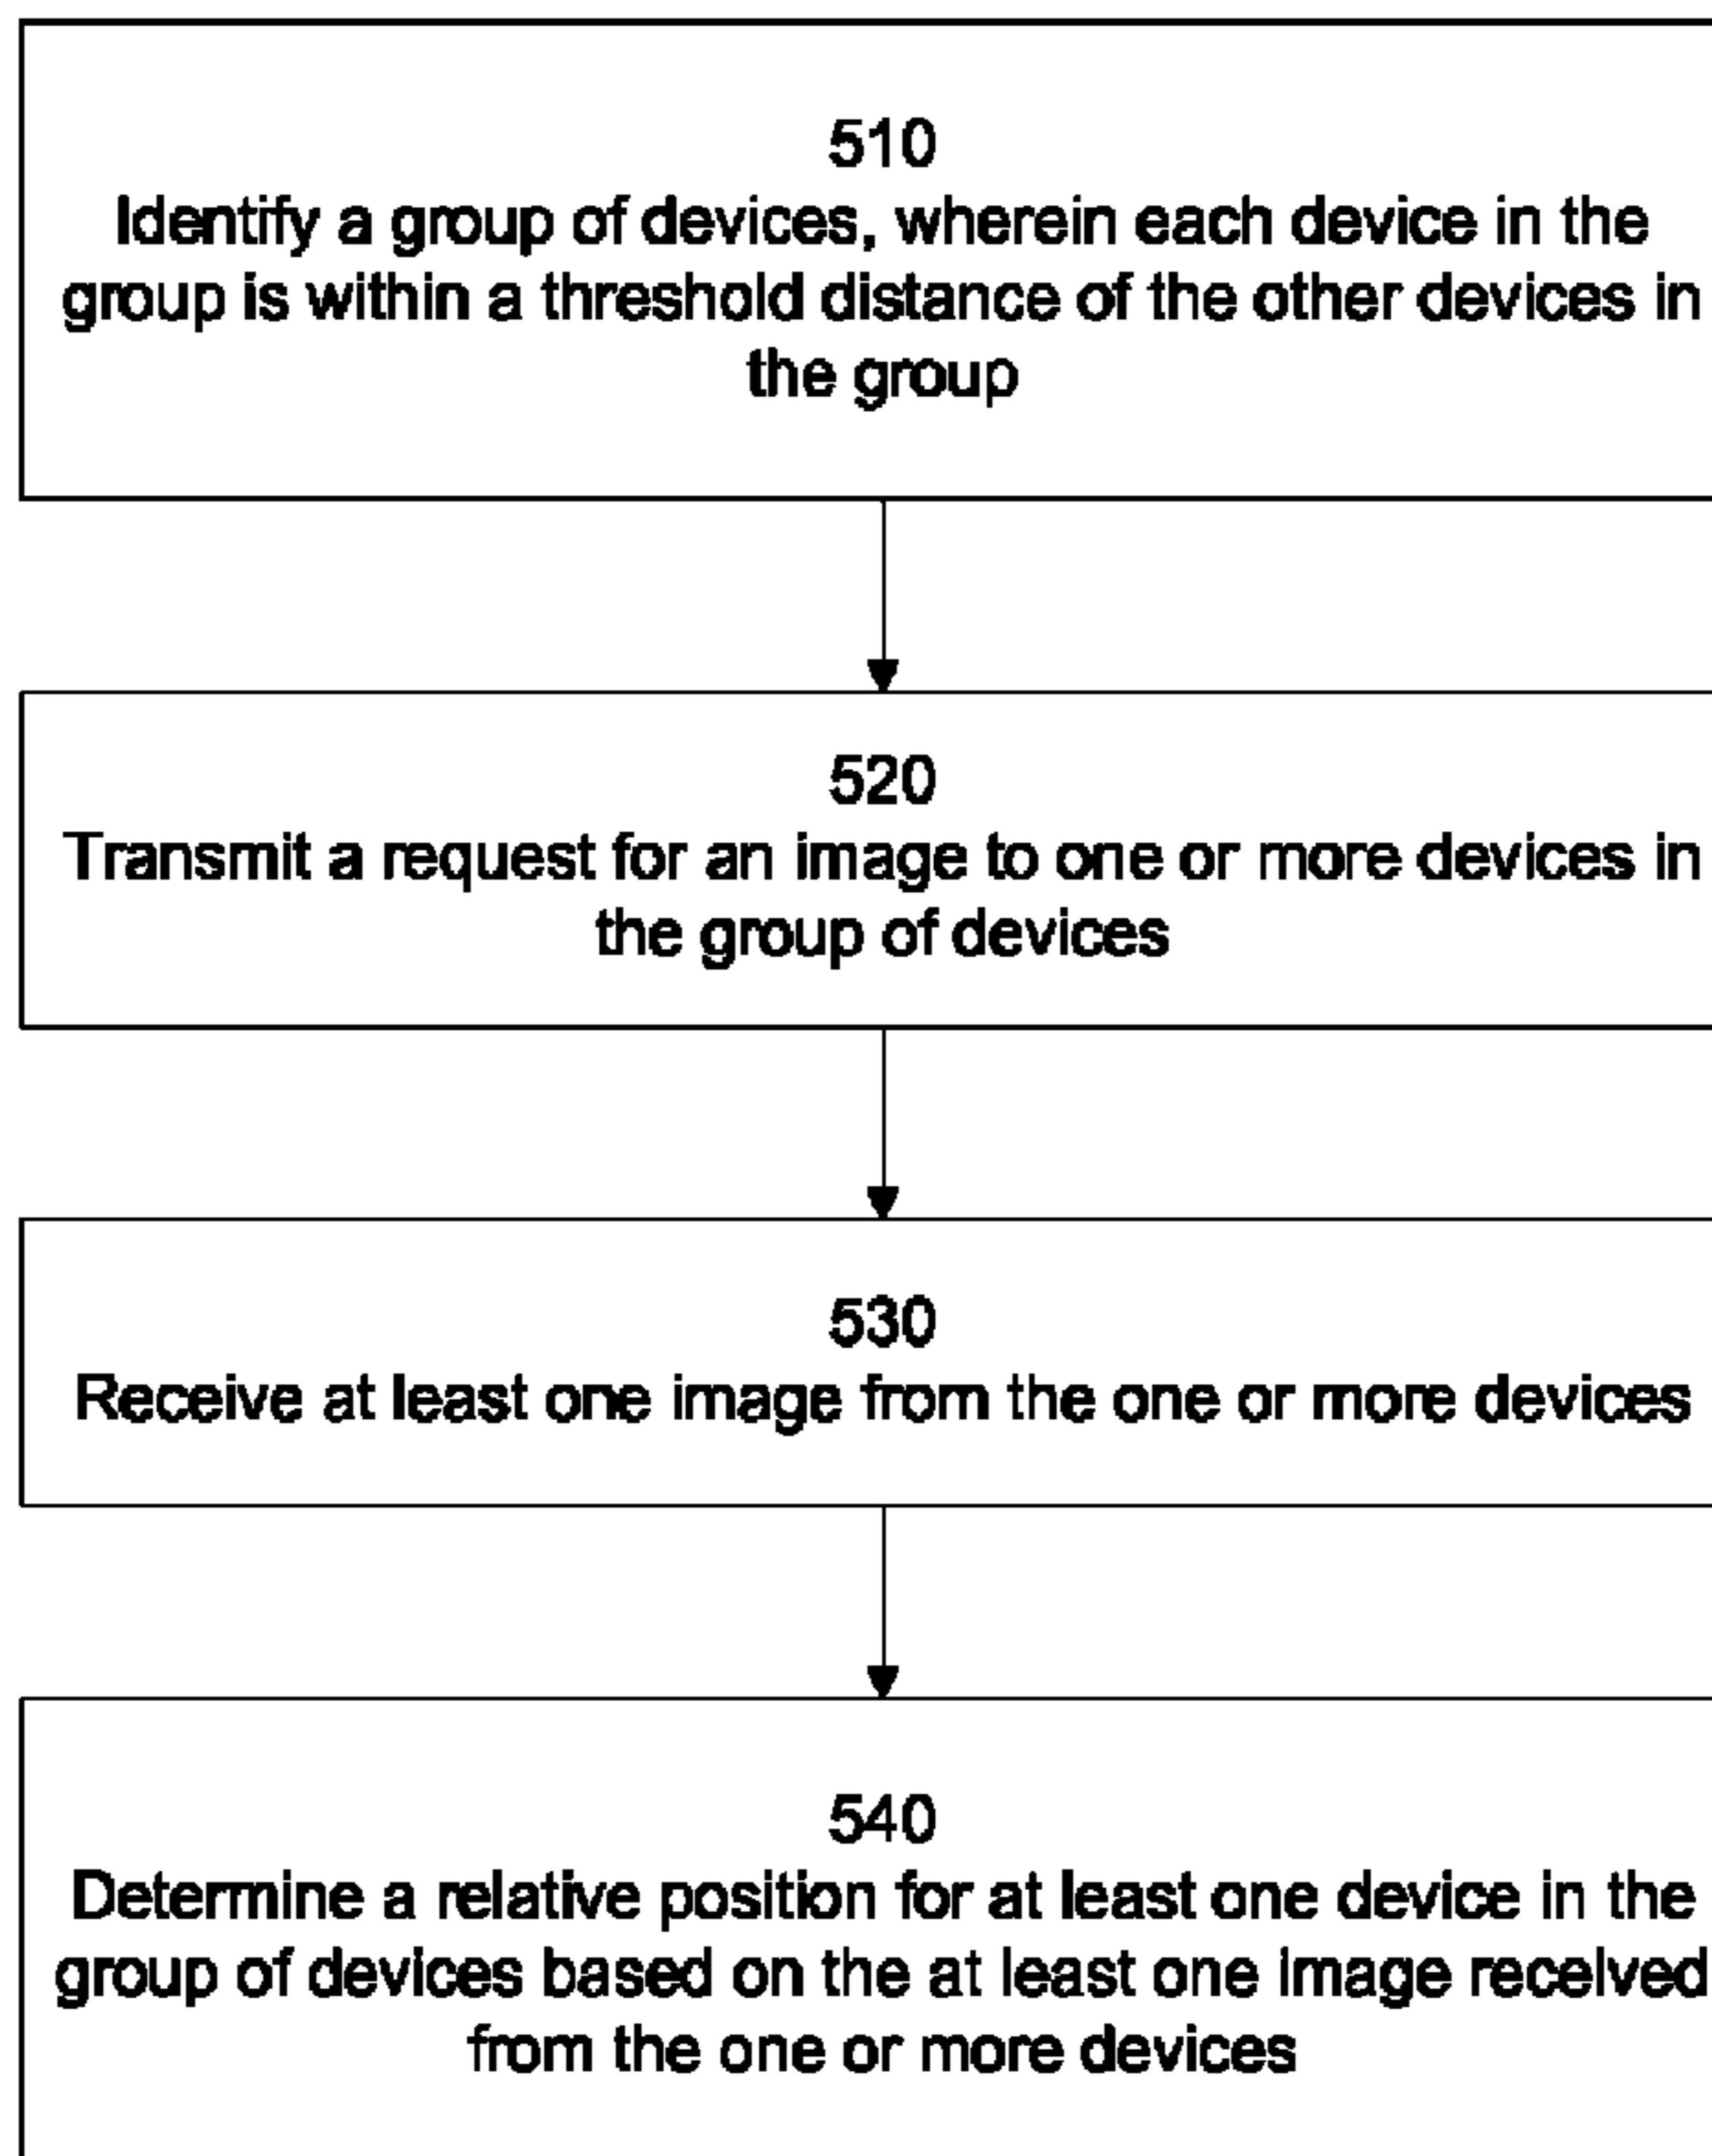 510
Identify a group of devices, wherein each device in the
group is within a threshold distance of the other devices in
the group
520
Transmit a request for an image to one or more devices in
the group of devices
530
Receive at least one image from the one or more devices
540
Determine a relative position for at least one device in the
group of devices based on the at least one image received
from the one or more devices